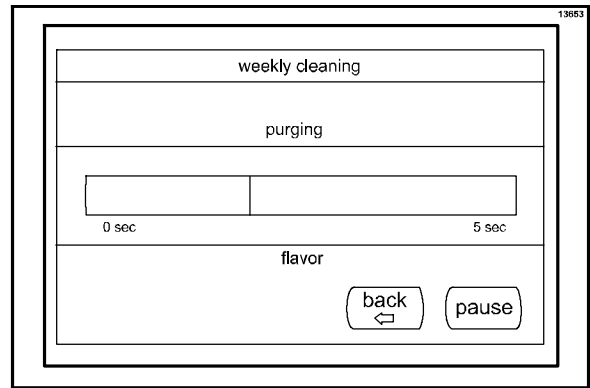 13653
weekly cleaning
purging
0 sec 5 sec
flavor
back pause